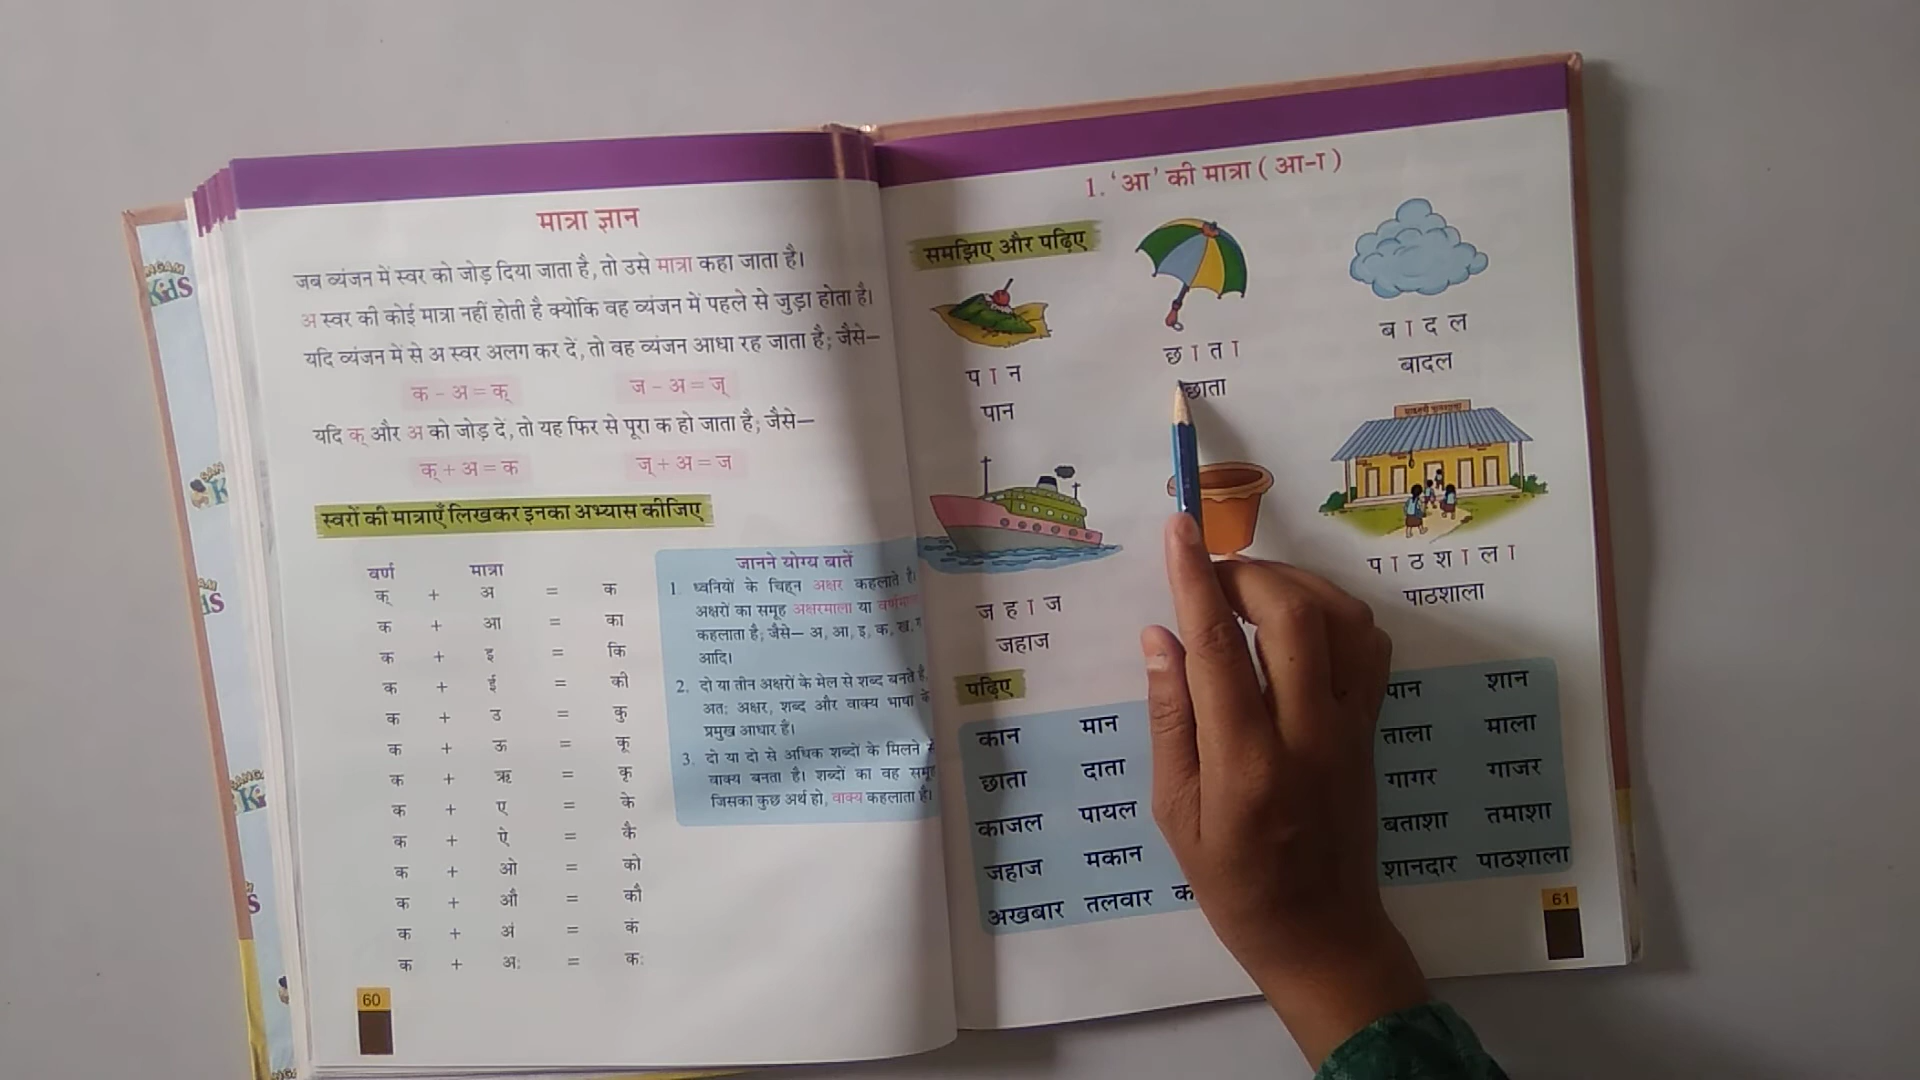 मात्रा ज्ञान
जब व्यंजन में स्वर को जोड़ दिया जाता है, तो उसे मात्रा कहा जाता है।
अ स्वर की कोई मात्रा नहीं होती है क्योंकि वह व्यंजन में पहले से जुड़ा होता है।
यदि व्यंजन में से अ स्वर अलग कर दें, तो वह व्यंजन आधा रह जाता है; जैसे—
क - अ = क् ज - अ = ज्
यदि क् और अ को जोड़ दें, तो यह फिर से पूरा क हो जाता है; जैसे—
क् + अ = क ज् + अ = ज
स्वरों की मात्राएँ लिखकर इनका अभ्यास कीजिए
वर्ण मात्रा
क् + अ = क
क + आ = का
क + इ = कि
क + ई = की
क + उ = कु
क + ऊ = कू
क + ऋ = कृ
क + ए = के
क + ऐ = कै
क + ओ = को
क + औ = कौ
क + अं = कं
क + अः = कः
जानने योग्य बातें
1. ध्वनियों के चिह्न अक्षर कहलाते हैं।
अक्षरों का समूह अक्षरमाला या वर्णमाला
कहलाता है; जैसे— अ, आ, इ, क, ख, ग
आदि।
2. दो या तीन अक्षरों के मेल से शब्द बनते हैं,
अतः अक्षर, शब्द और वाक्य भाषा के
प्रमुख आधार हैं।
3. दो या दो से अधिक शब्दों के मिलने से
वाक्य बनता है। शब्दों का वह समूह
जिसका कुछ अर्थ हो, वाक्य कहलाता है।
60
1. 'आ' की मात्रा ( आ-ा )
समझिए और पढ़िए
प ा न
पान
छ ा त ा
छाता
ब ा द ल
बादल
ज ह ा ज
जहाज
प ा ठ श ा ल ा
पाठशाला
पढ़िए
कान मान पान शान
छाता दाता ताला माला
काजल पायल गागर गाजर
जहाज मकान बताशा तमाशा
अखबार तलवार शानदार पाठशाला
61